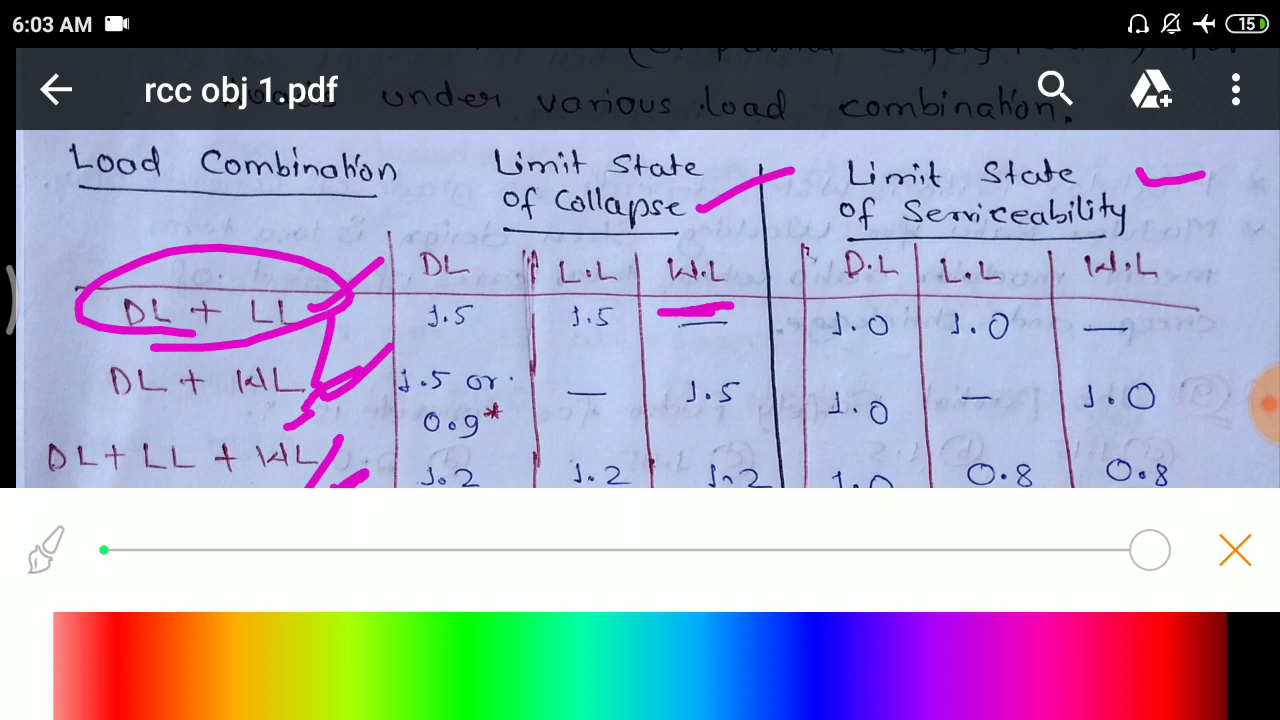 6:03 AM 15
rcc obj 1.pdf
under various load combination.
Load Combination Limit State of Collapse Limit State of Serviceability
DL L.L W.L D.L L.L W.L
DL + LL 1.5 1.5 — 1.0 1.0 —
DL + WL 1.5 or 0.9* — 1.5 1.0 — 1.0
DL + LL + WL 1.2 1.2 1.2 1.0 0.8 0.8